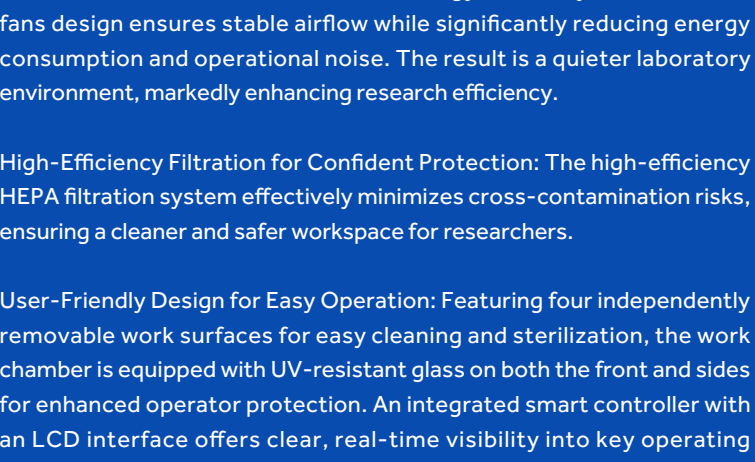 fans design ensures stable airflow while significantly reducing energy
consumption and operational noise. The result is a quieter laboratory
environment, markedly enhancing research efficiency.
High-Efficiency Filtration for Confident Protection: The high-efficiency
HEPA filtration system effectively minimizes cross-contamination risks,
ensuring a cleaner and safer workspace for researchers.
User-Friendly Design for Easy Operation: Featuring four independently
removable work surfaces for easy cleaning and sterilization, the work
chamber is equipped with UV-resistant glass on both the front and sides
for enhanced operator protection. An integrated smart controller with
an LCD interface offers clear, real-time visibility into key operating